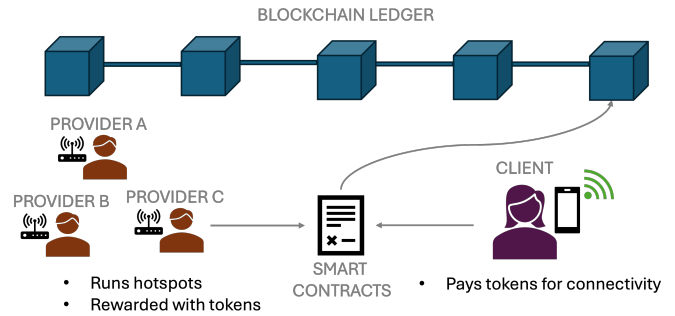 BLOCKCHAIN LEDGER
PROVIDER A
PROVIDER B
PROVIDER C
CLIENT
SMART
CONTRACTS
• Runs hotspots
• Rewarded with tokens
• Pays tokens for connectivity